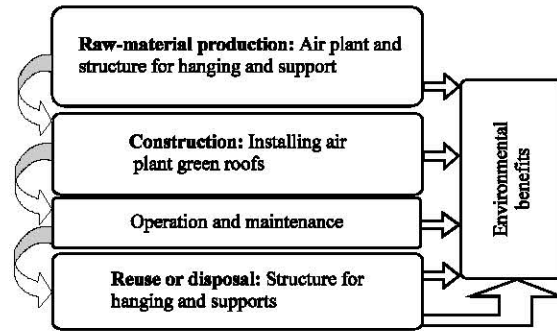 Raw-material production: Air plant and
structure for hanging and support
Construction: Installing air
plant green roofs
Operation and maintenance
Reuse or disposal: Structure for
hanging and supports
Environmental
benefits